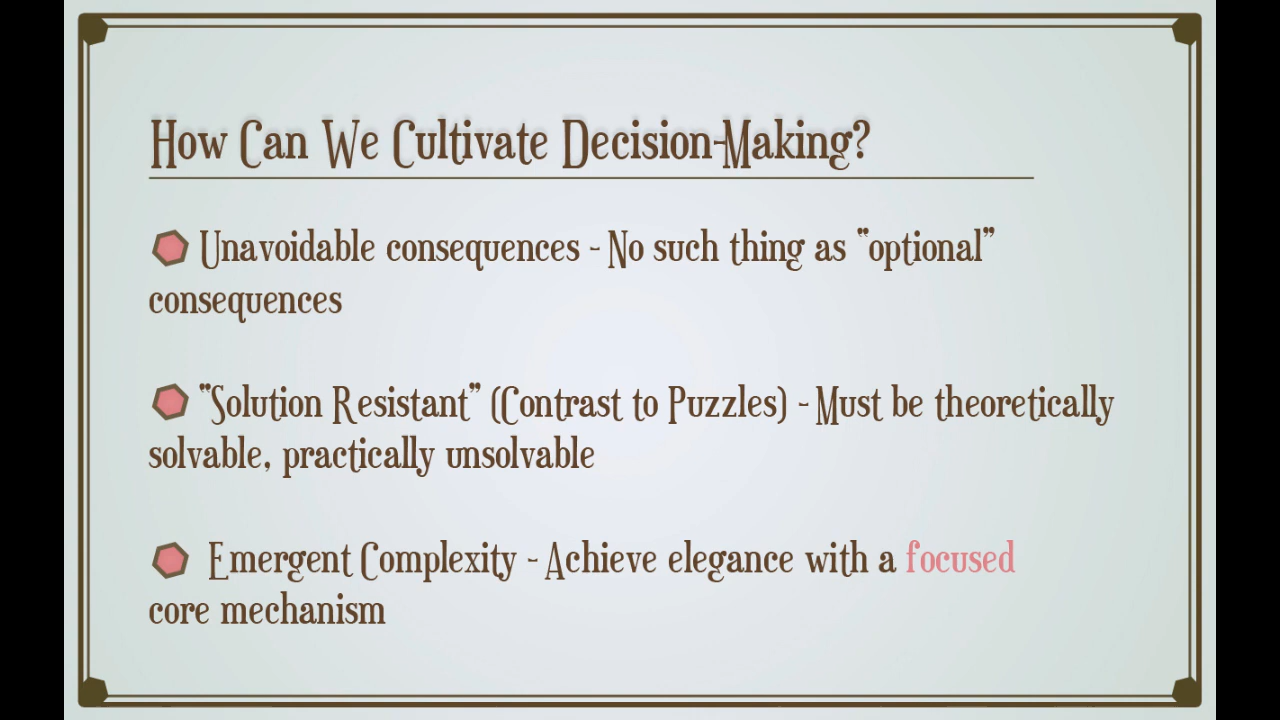 How Can We Cultivate Decision-Making?
Unavoidable consequences - No such thing as "optional"
consequences
"Solution Resistant" (Contrast to Puzzles) - Must be theoretically
solvable, practically unsolvable
Emergent Complexity - Achieve elegance with a focused
core mechanism